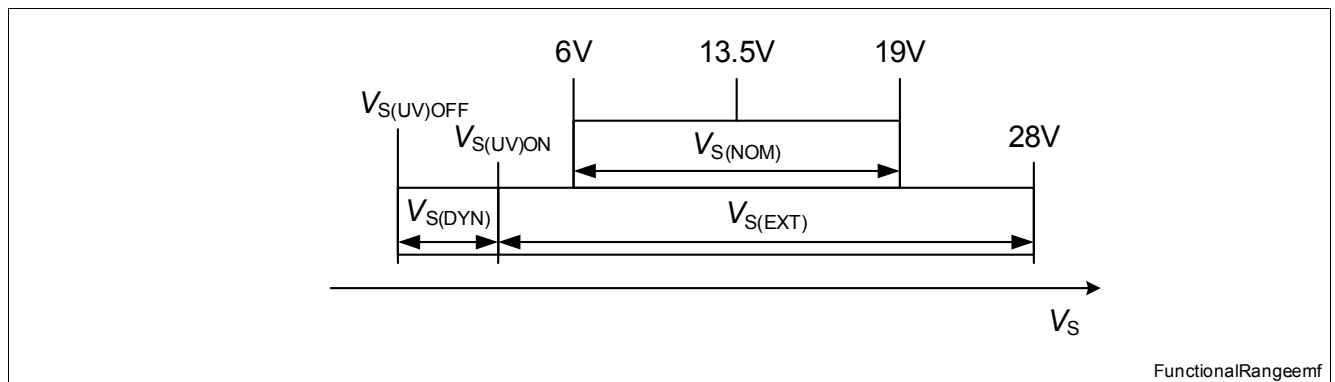 6V 13.5V 19V
VS(UV)OFF
VS(UV)ON
VS(NOM)
28V
VS(DYN)
VS(EXT)
VS
FunctionalRangeemf